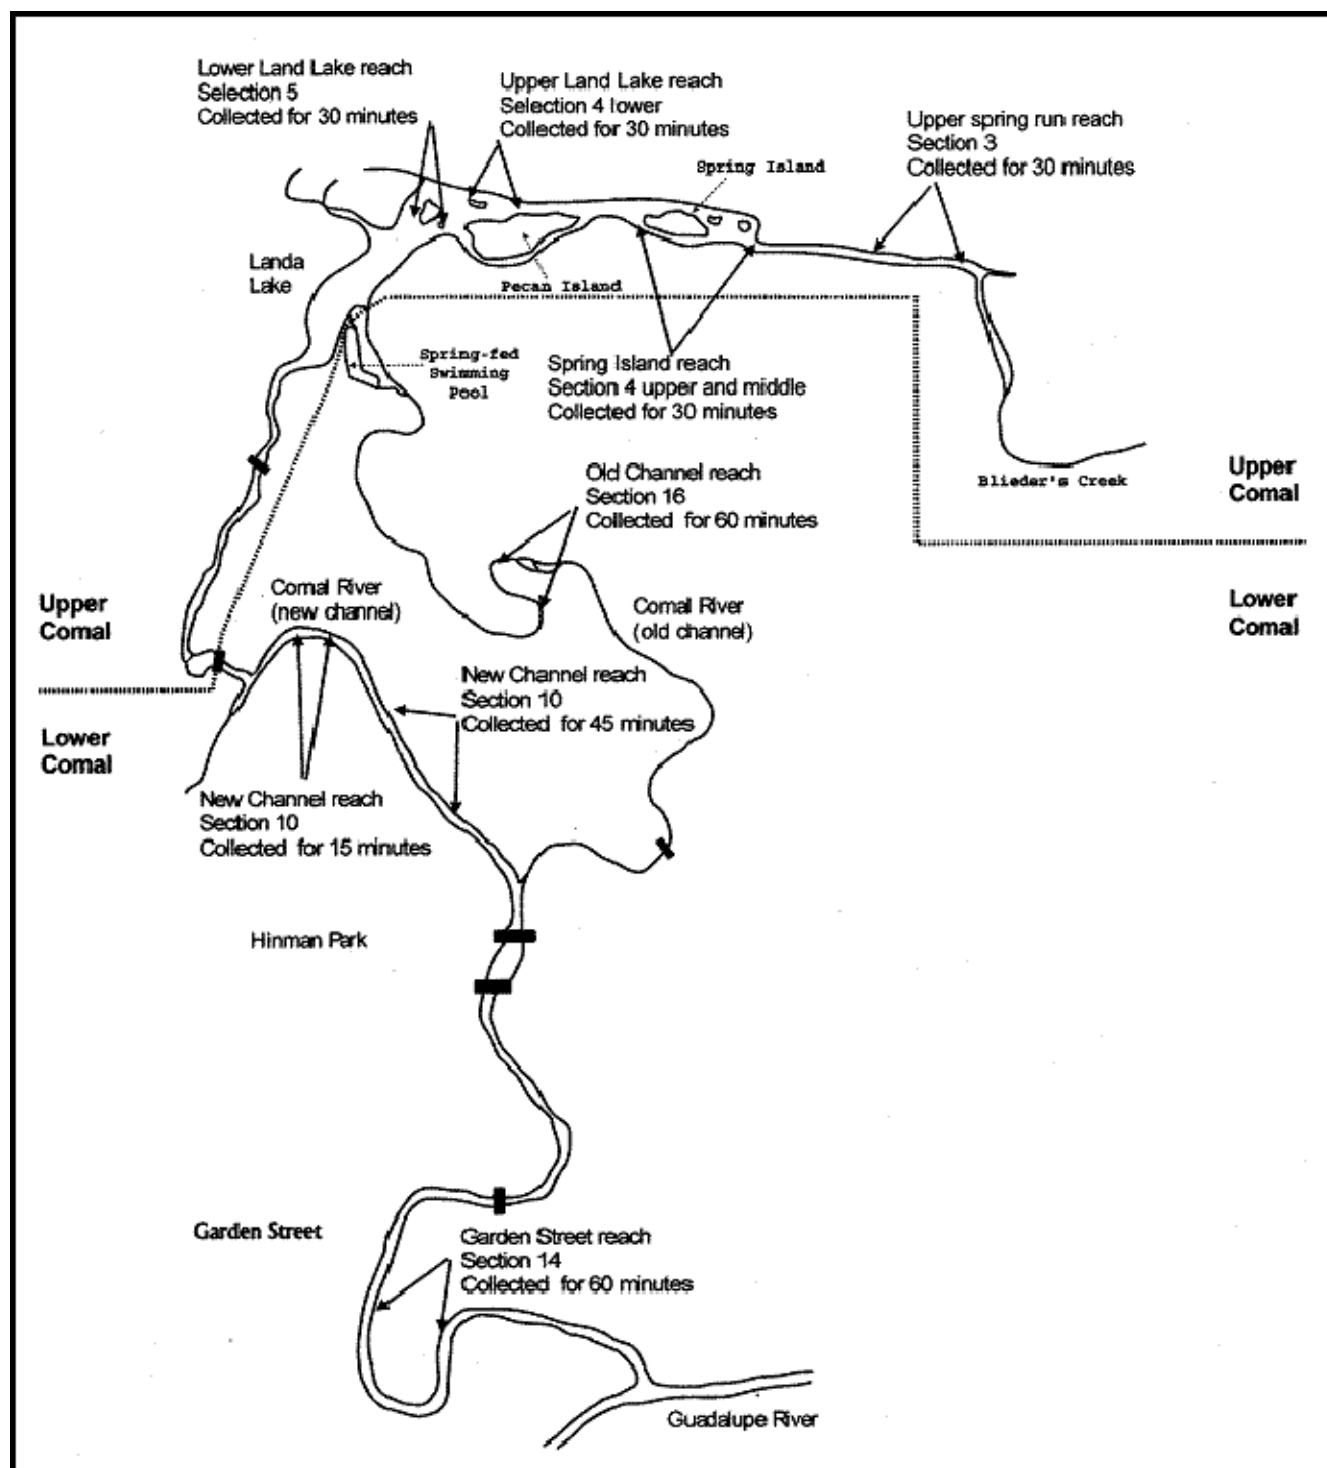 Lower Land Lake reach
Selection 5
Collected for 30 minutes
Upper Land Lake reach
Selection 4 lower
Collected for 30 minutes
Upper spring run reach
Section 3
Collected for 30 minutes
Spring Island
Landa
Lake
Pecan Island
Spring-fed
Swimming
Pool
Spring Island reach
Section 4 upper and middle
Collected for 30 minutes
Old Channel reach
Section 16
Collected for 60 minutes
Blieder's Creek
Upper
Comal
Lower
Comal
Upper
Comal
Lower
Comal
Comal River
(new channel)
Comal River
(old channel)
New Channel reach
Section 10
Collected for 45 minutes
New Channel reach
Section 10
Collected for 15 minutes
Hinman Park
Garden Street
Garden Street reach
Section 14
Collected for 60 minutes
Guadalupe River